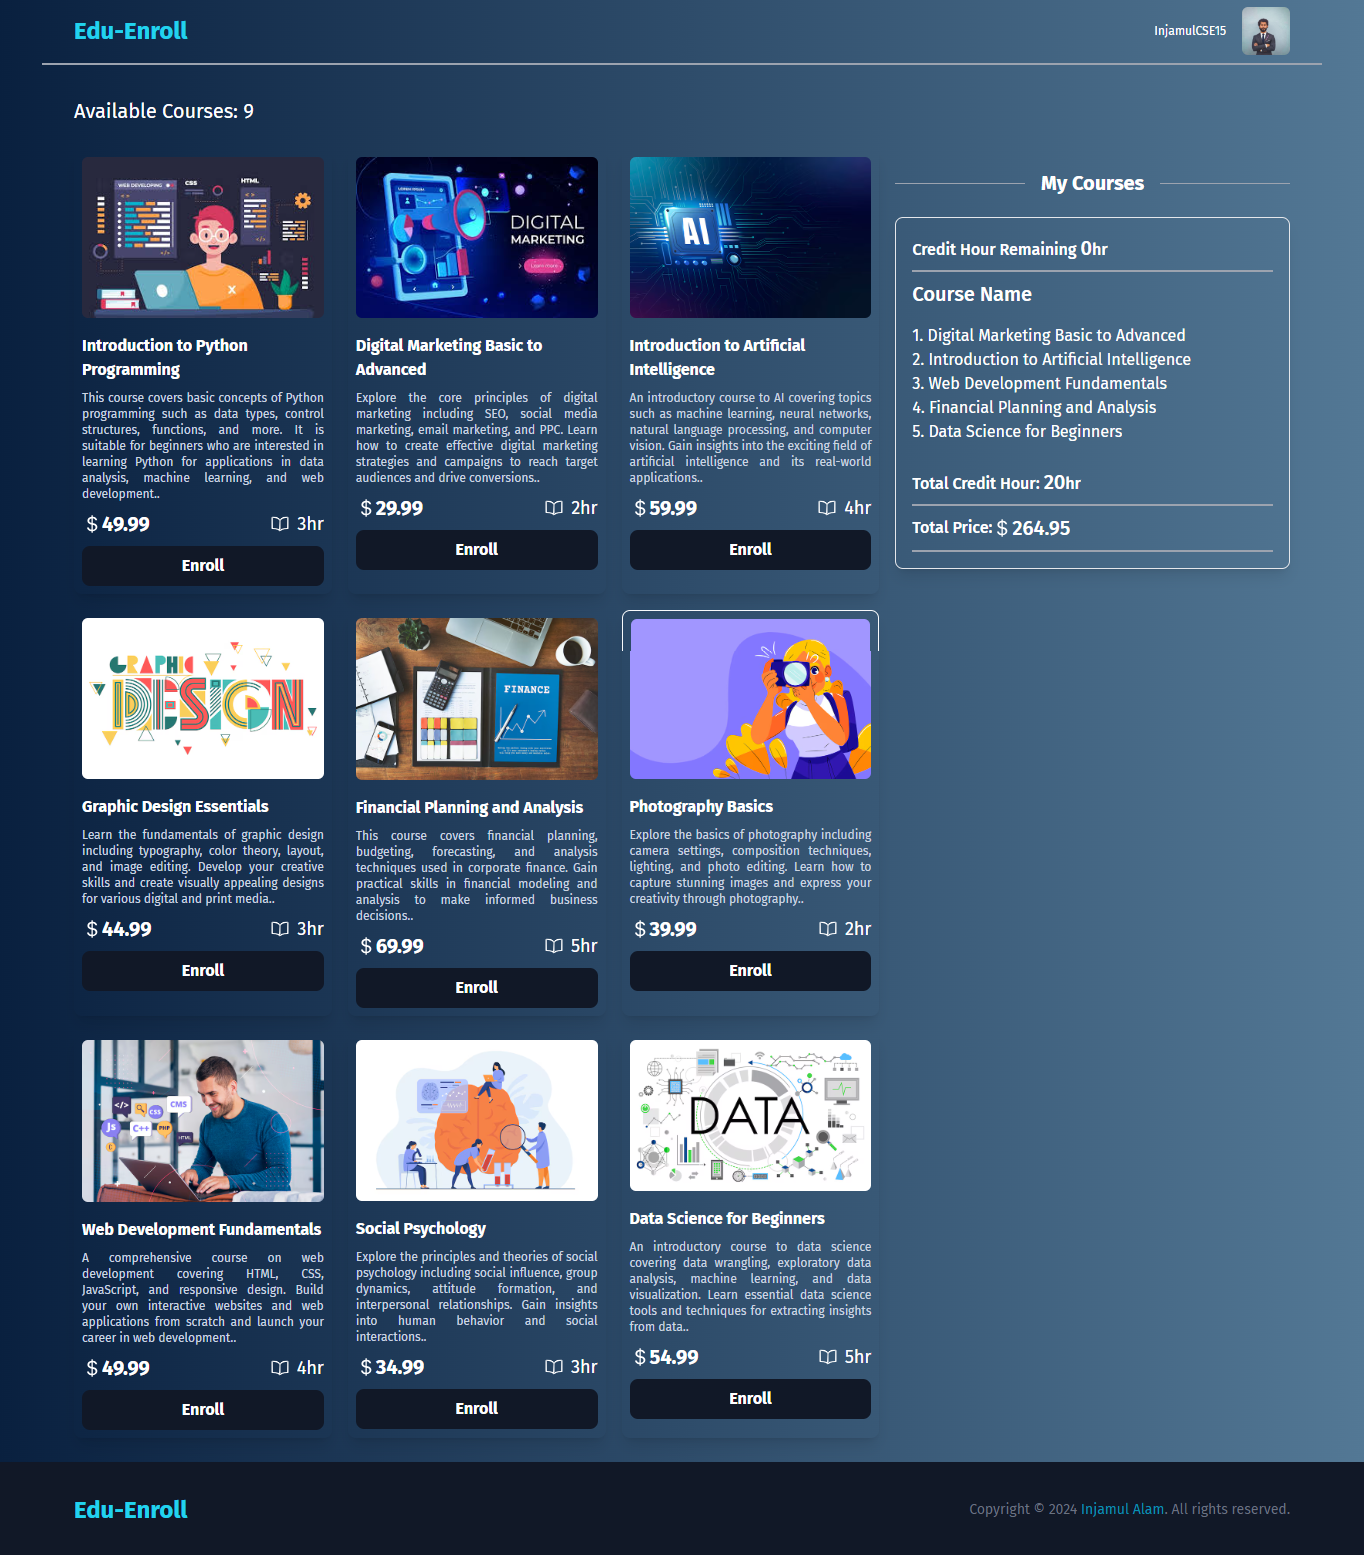 Edu-Enroll
InjamulCSE15
Available Courses: 9
WEB DEVELOPING
CSS
HTML
Introduction to Python
Programming
This course covers basic concepts of Python
programming such as data types, control
structures, functions, and more. It is
suitable for beginners who are interested in
learning Python for applications in data
analysis, machine learning, and web
development..
$ 49.99
3hr
Enroll
DIGITAL
MARKETING
Learn more
Digital Marketing Basic to
Advanced
Explore the core principles of digital
marketing including SEO, social media
marketing, email marketing, and PPC. Learn
how to create effective digital marketing
strategies and campaigns to reach target
audiences and drive conversions..
$ 29.99
2hr
Enroll
AI
Introduction to Artificial
Intelligence
An introductory course to AI covering topics
such as machine learning, neural networks,
natural language processing, and computer
vision. Gain insights into the exciting field of
artificial intelligence and its real-world
applications..
$ 59.99
4hr
Enroll
My Courses
Credit Hour Remaining 0hr
Course Name
1. Digital Marketing Basic to Advanced
2. Introduction to Artificial Intelligence
3. Web Development Fundamentals
4. Financial Planning and Analysis
5. Data Science for Beginners
Total Credit Hour: 20hr
Total Price: $ 264.95
GRAPHIC
DESIGN
Graphic Design Essentials
Learn the fundamentals of graphic design
including typography, color theory, layout,
and image editing. Develop your creative
skills and create visually appealing designs
for various digital and print media..
$ 44.99
3hr
Enroll
FINANCE
Financial Planning and Analysis
This course covers financial planning,
budgeting, forecasting, and analysis
techniques used in corporate finance. Gain
practical skills in financial modeling and
analysis to make informed business
decisions..
$ 69.99
5hr
Enroll
Photography Basics
Explore the basics of photography including
camera settings, composition techniques,
lighting, and photo editing. Learn how to
capture stunning images and express your
creativity through photography..
$ 39.99
2hr
Enroll
</>
CSS
CMS
Js
C++
PHP
HTML
Web Development Fundamentals
A comprehensive course on web
development covering HTML, CSS,
JavaScript, and responsive design. Build
your own interactive websites and web
applications from scratch and launch your
career in web development..
$ 49.99
4hr
Enroll
Social Psychology
Explore the principles and theories of social
psychology including social influence, group
dynamics, attitude formation, and
interpersonal relationships. Gain insights
into human behavior and social
interactions..
$ 34.99
3hr
Enroll
DATA
Data Science for Beginners
An introductory course to data science
covering data wrangling, exploratory data
analysis, machine learning, and data
visualization. Learn essential data science
tools and techniques for extracting insights
from data..
$ 54.99
5hr
Enroll
Edu-Enroll
Copyright © 2024 Injamul Alam. All rights reserved.